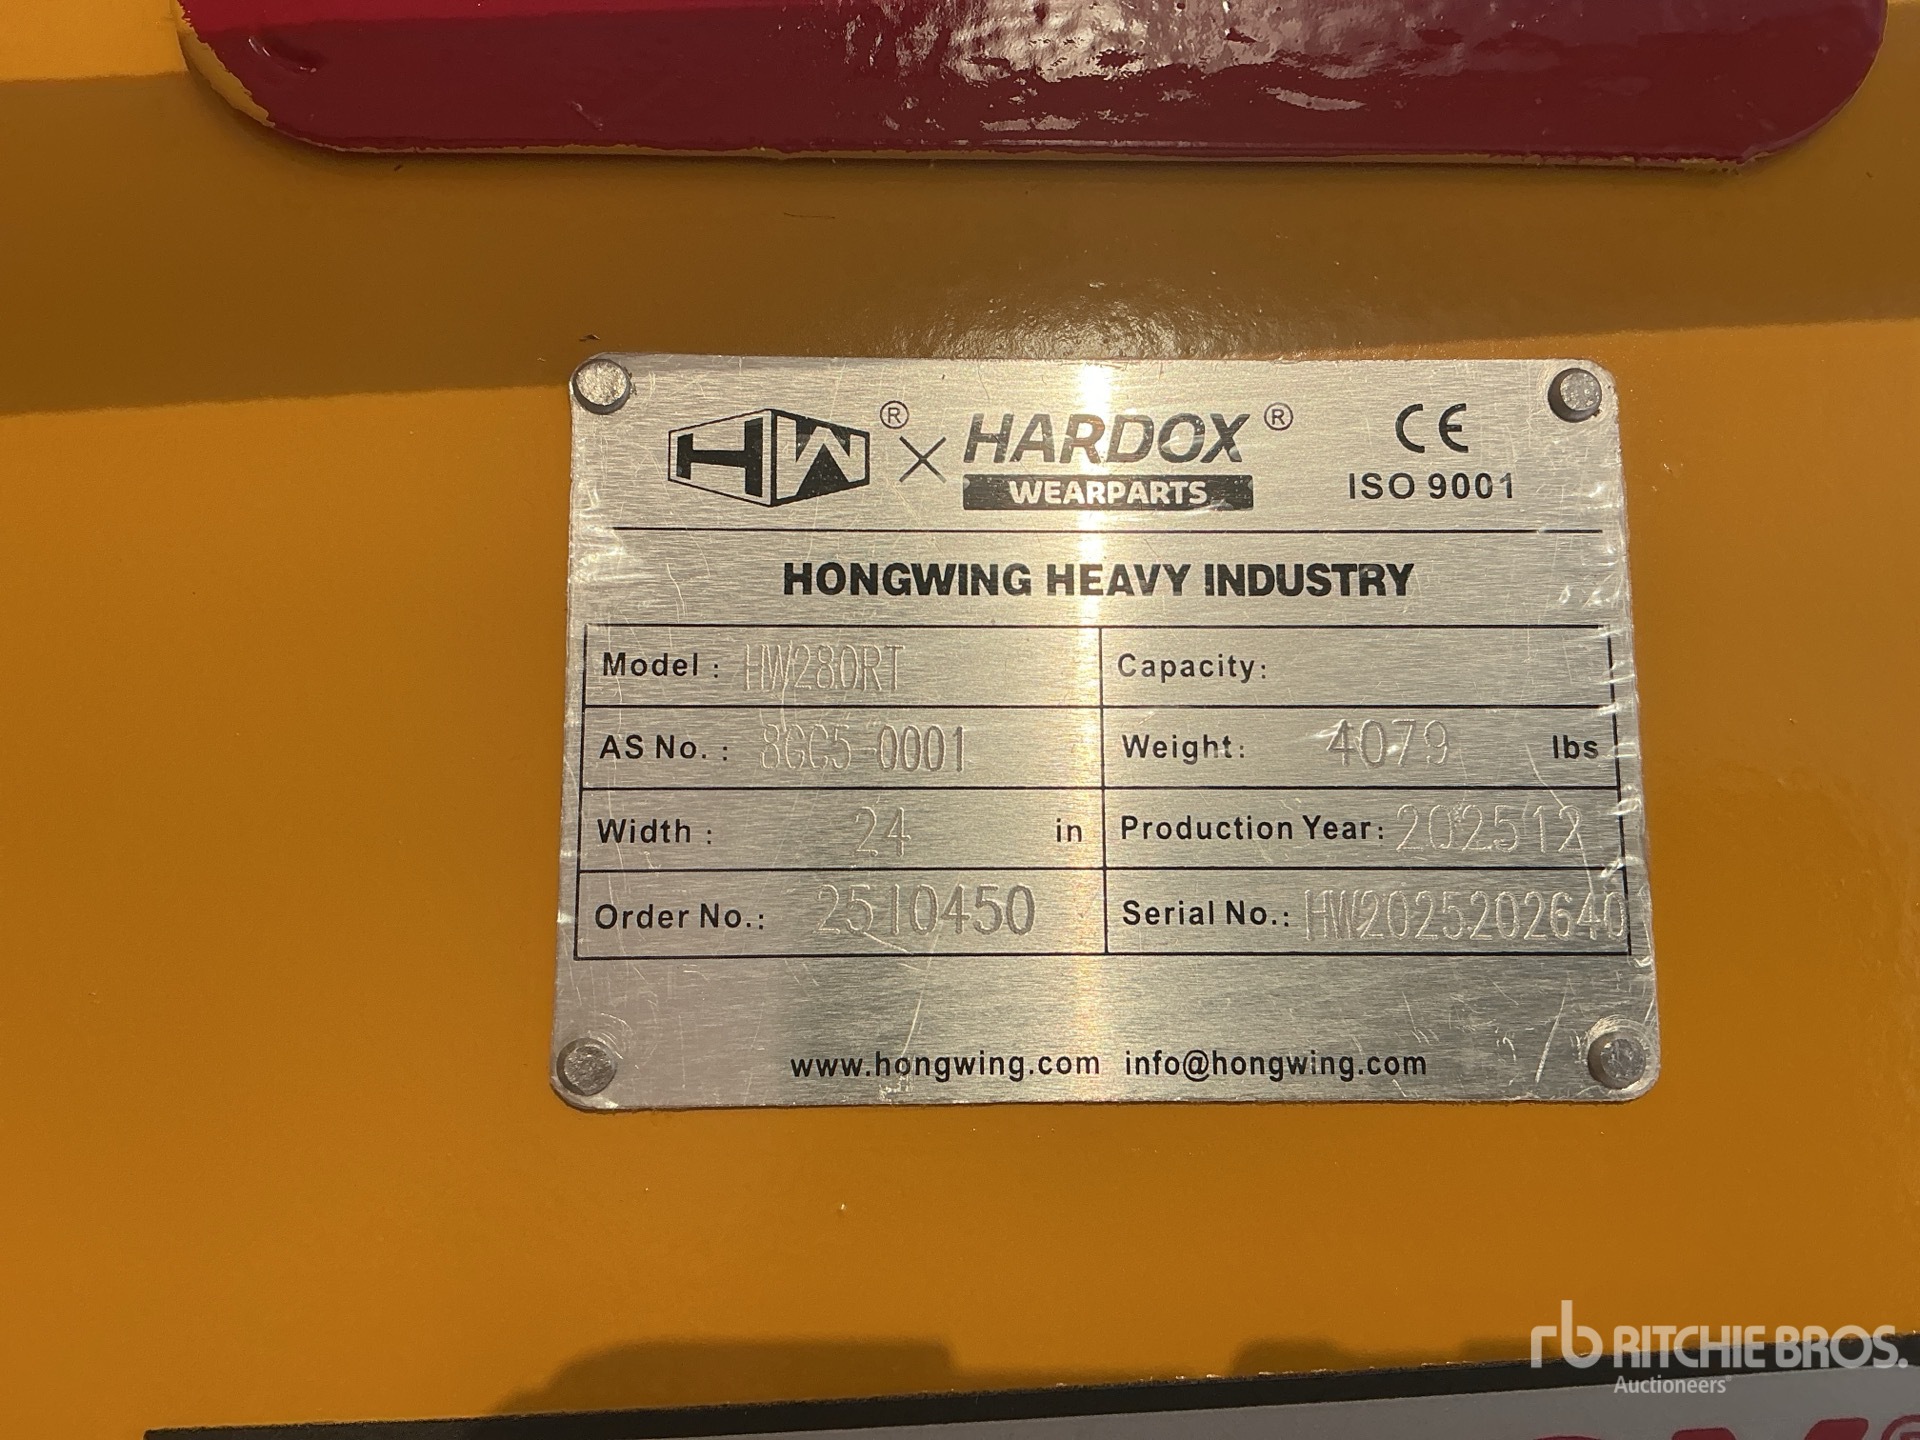 HW® × HARDOX®
WEARPARTS
CE
ISO 9001
HONGWING HEAVY INDUSTRY
Model : HW280RT
Capacity:
AS No. : 8GG5-0001
Weight: 4079 lbs
Width : 24 in
Production Year: 202512
Order No.: 2510450
Serial No.: HW2025202640
www.hongwing.com info@hongwing.com
rb RITCHIE BROS.
Auctioneers